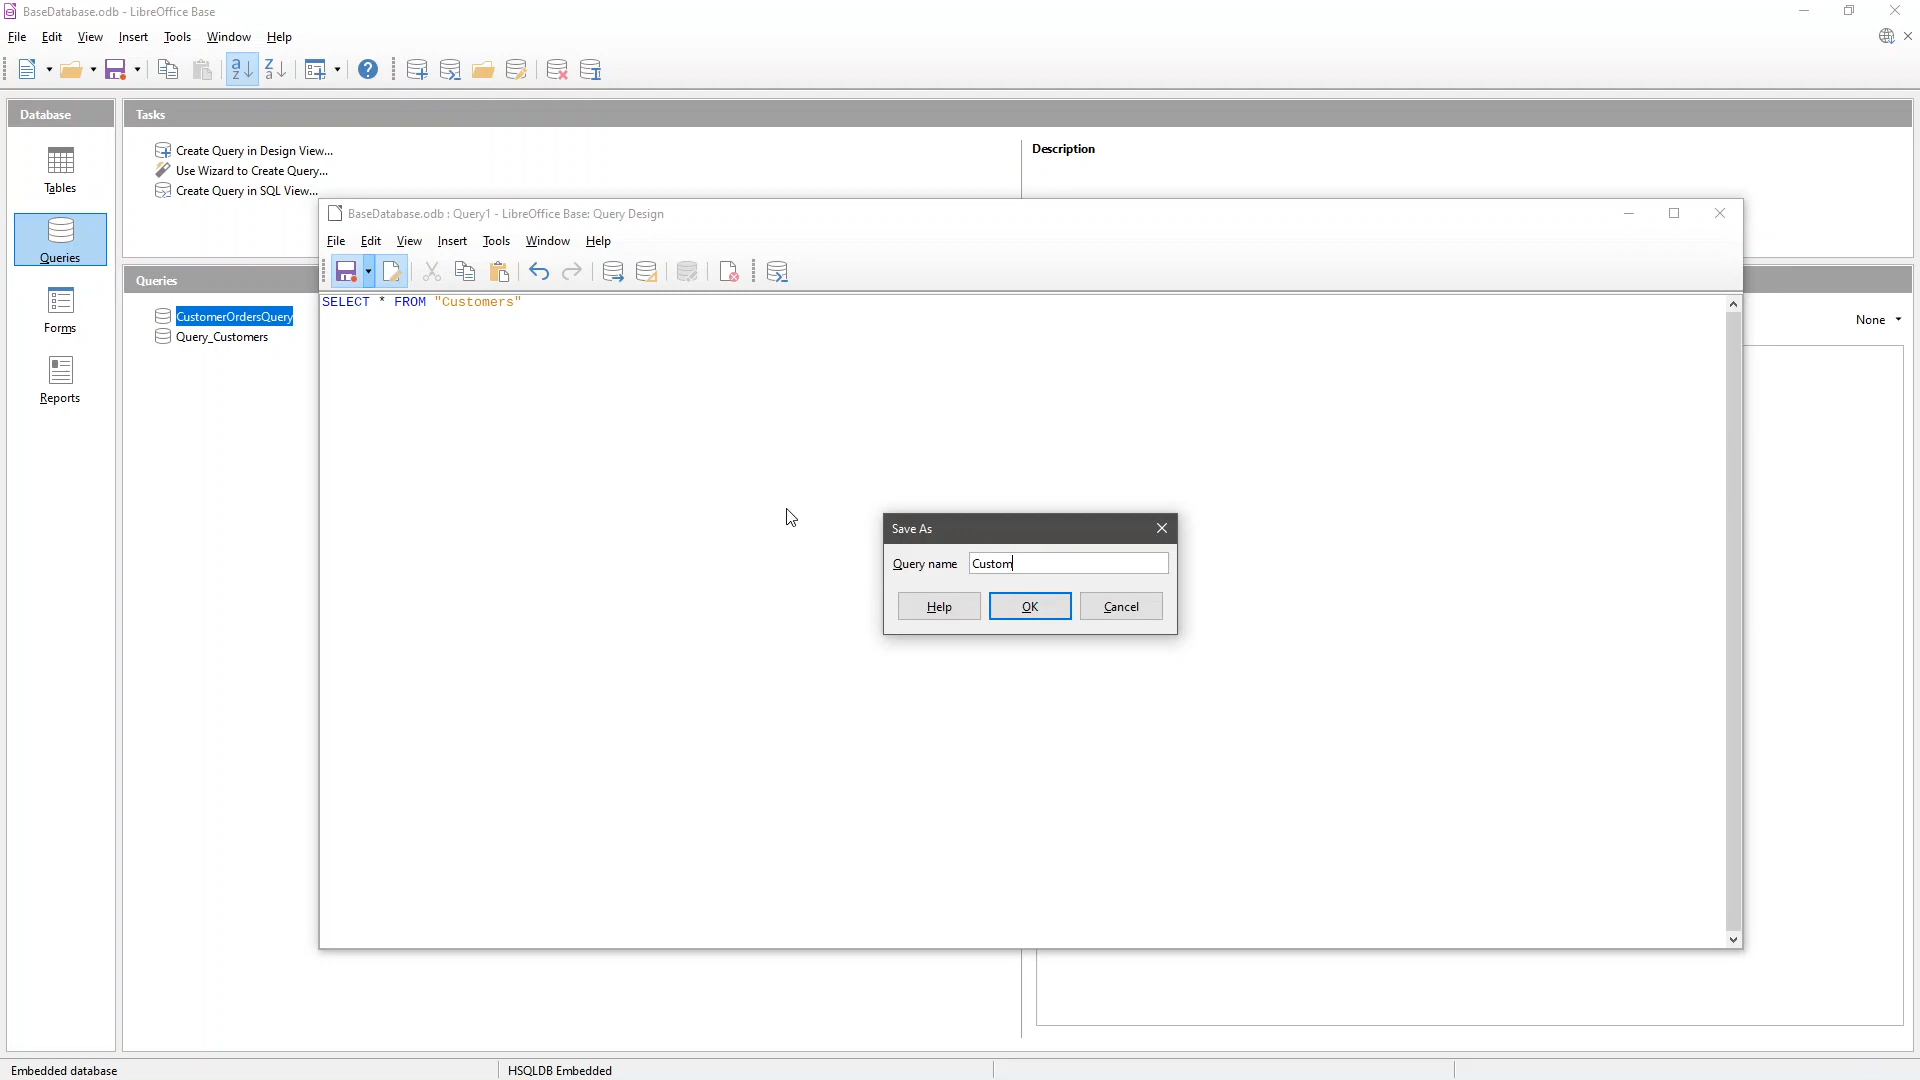 BaseDatabase.odb - LibreOffice Base
File Edit View Insert Tools Window Help
Database
Tasks
Tables
Queries
Forms
Reports
Create Query in Design View...
Use Wizard to Create Query...
Create Query in SQL View...
Description
Queries
CustomerOrdersQuery
Query_Customers
None
BaseDatabase.odb : Query1 - LibreOffice Base: Query Design
File Edit View Insert Tools Window Help
SELECT * FROM "Customers"
Save As
Query name Custom
Help OK Cancel
Embedded database HSQLDB Embedded